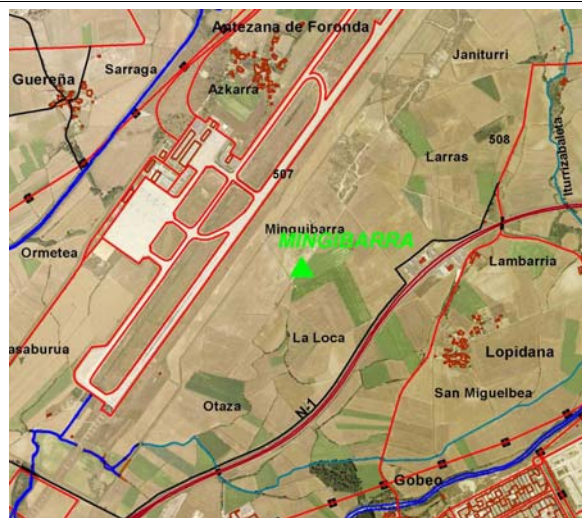 Antezana de Foronda
Janiturri
Sarraga
Guereña
Azkarra
508
Iturrizabaleta
Larras
507
Minguibarra
MINGIBARRA
Ormetea
Lambarria
La Loca
asaburua
Lopidana
San Miguelbea
Otaza
N-1
Gobeo